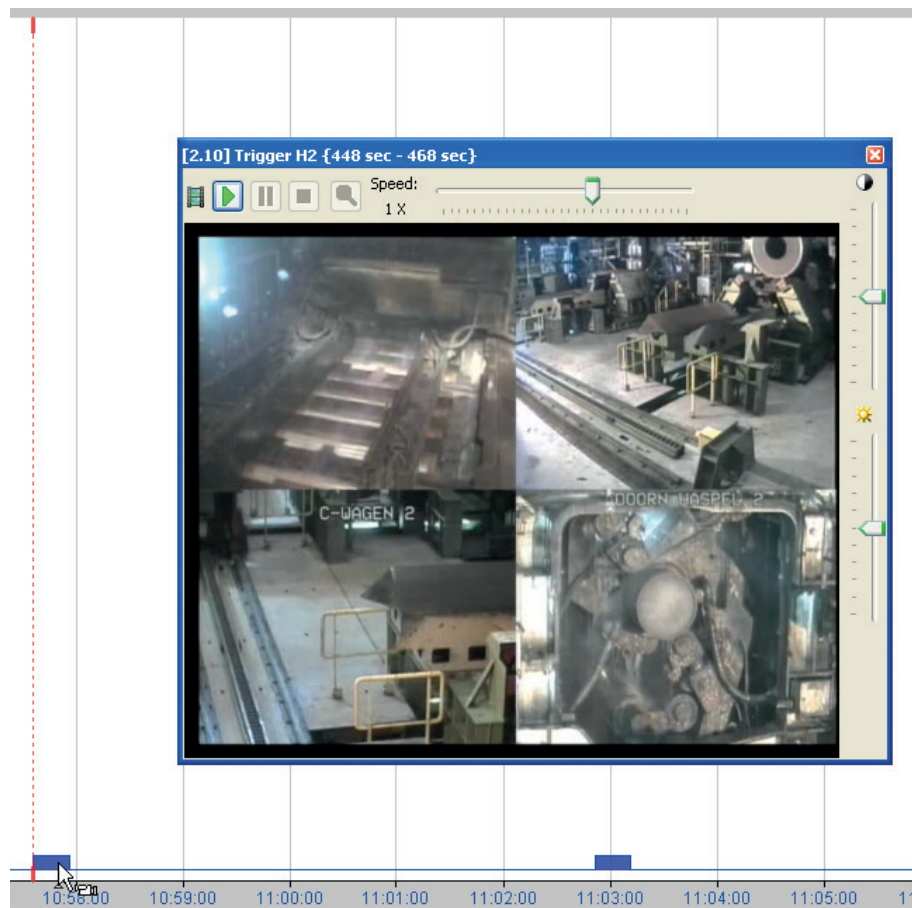 [2.10] Trigger H2 {448 sec - 468 sec}
Speed:
1 X
C-WAGEN 2
DOORN HASPEL 2
10:58:00 10:59:00 11:00:00 11:01:00 11:02:00 11:03:00 11:04:00 11:05:00 11